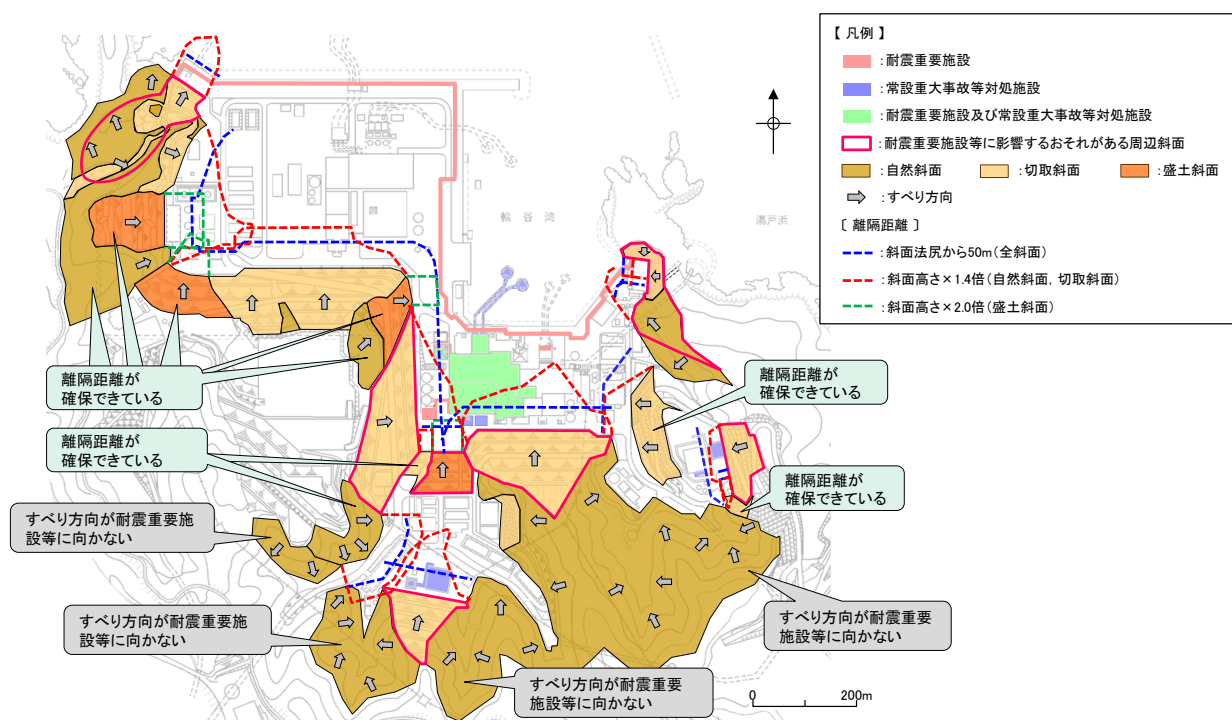 【 凡例 】
:耐震重要施設
:常設重大事故等対処施設
:耐震重要施設及び常設重大事故等対処施設
:耐震重要施設等に影響するおそれがある周辺斜面
:自然斜面
:切取斜面
:盛土斜面
:すべり方向
〔 離隔距離 〕
:斜面法尻から50m(全斜面)
:斜面高さ×1.4倍(自然斜面,切取斜面)
:斜面高さ×2.0倍(盛土斜面)
輪谷湾
湯戸浜
離隔距離が
確保できている
離隔距離が
確保できている
離隔距離が
確保できている
離隔距離が
確保できている
すべり方向が耐震重要施
設等に向かない
すべり方向が耐震重要施
設等に向かない
すべり方向が耐震重要
施設等に向かない
すべり方向が耐震重要
施設等に向かない
0 200m